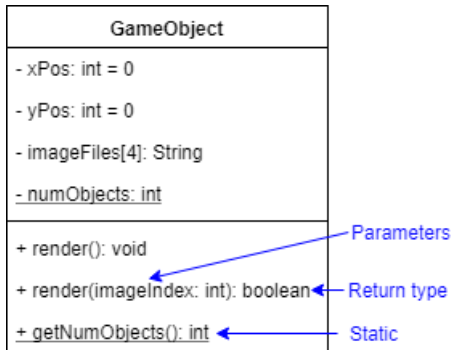 GameObject
- xPos: int = 0
- yPos: int = 0
- imageFiles[4]: String
- numObjects: int
+ render(): void
Parameters
+ render(imageIndex: int): boolean
Return type
+ getNumObjects(): int
Static